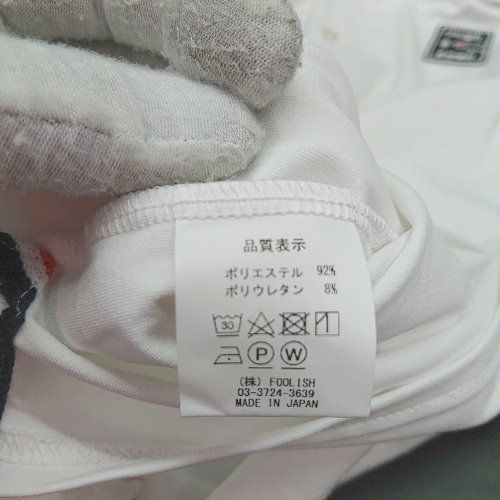 品質表示
ポリエステル 92%
ポリウレタン 8%
30
P W
(株) FOOLISH
03-3724-3639
MADE IN JAPAN